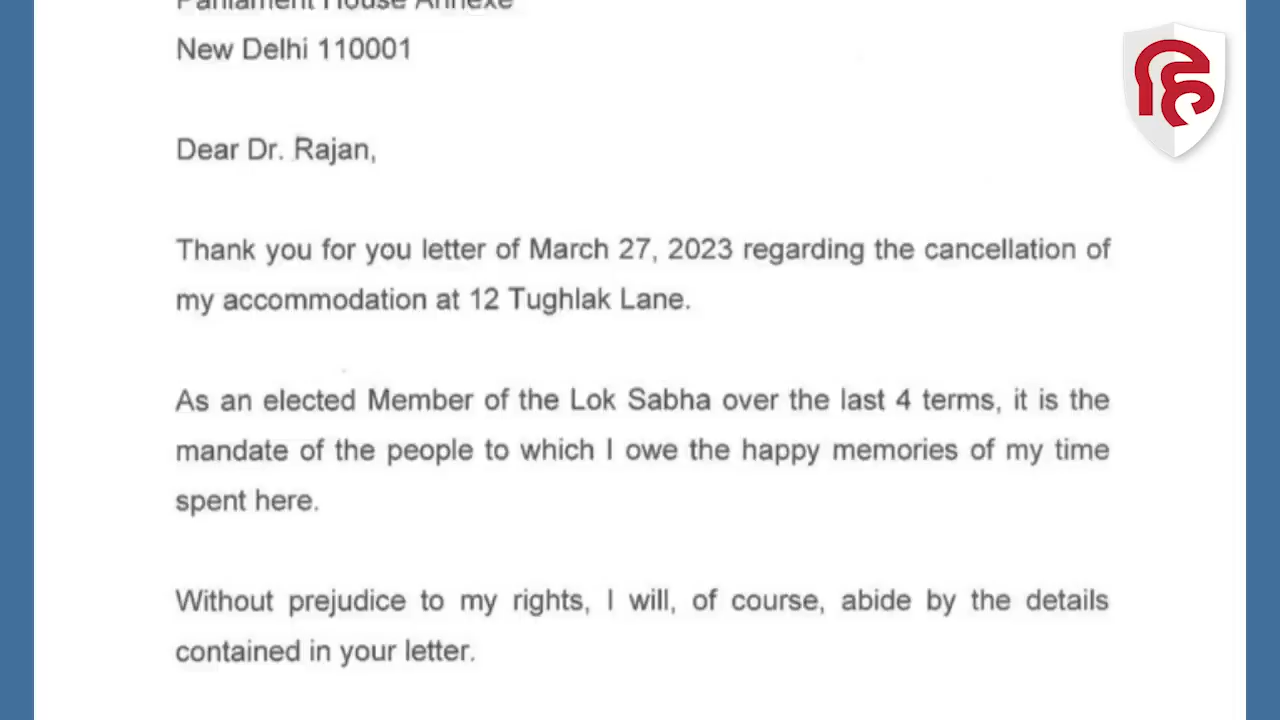 Parliament House Annexe
New Delhi 110001
Dear Dr. Rajan,
Thank you for you letter of March 27, 2023 regarding the cancellation of
my accommodation at 12 Tughlak Lane.
As an elected Member of the Lok Sabha over the last 4 terms, it is the
mandate of the people to which I owe the happy memories of my time
spent here.
Without prejudice to my rights, I will, of course, abide by the details
contained in your letter.